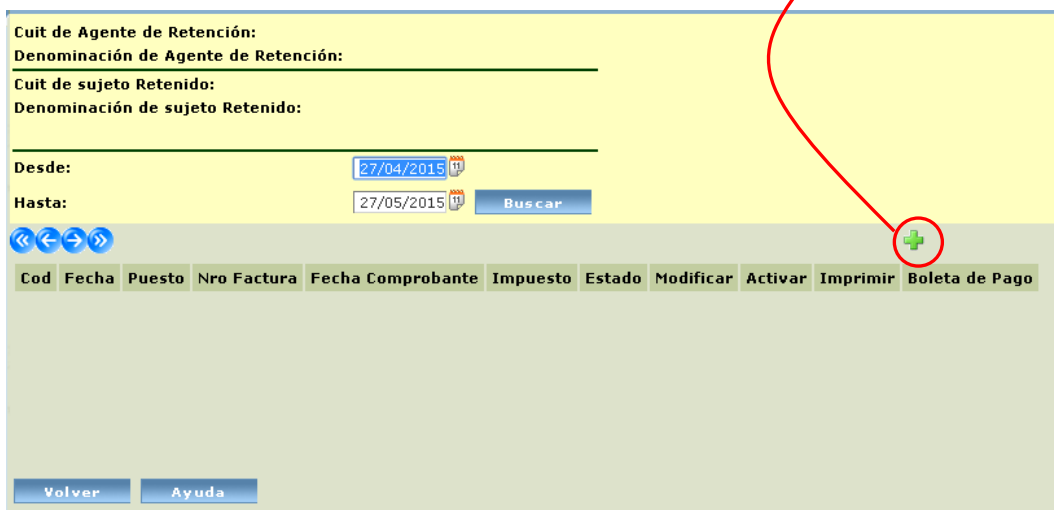 Cuit de Agente de Retención:
Denominación de Agente de Retención:
Cuit de sujeto Retenido:
Denominación de sujeto Retenido:
Desde: 27/04/2015 11
Hasta: 27/05/2015 11 Buscar
Cod Fecha Puesto Nro Factura Fecha Comprobante Impuesto Estado Modificar Activar Imprimir Boleta de Pago
Volver Ayuda